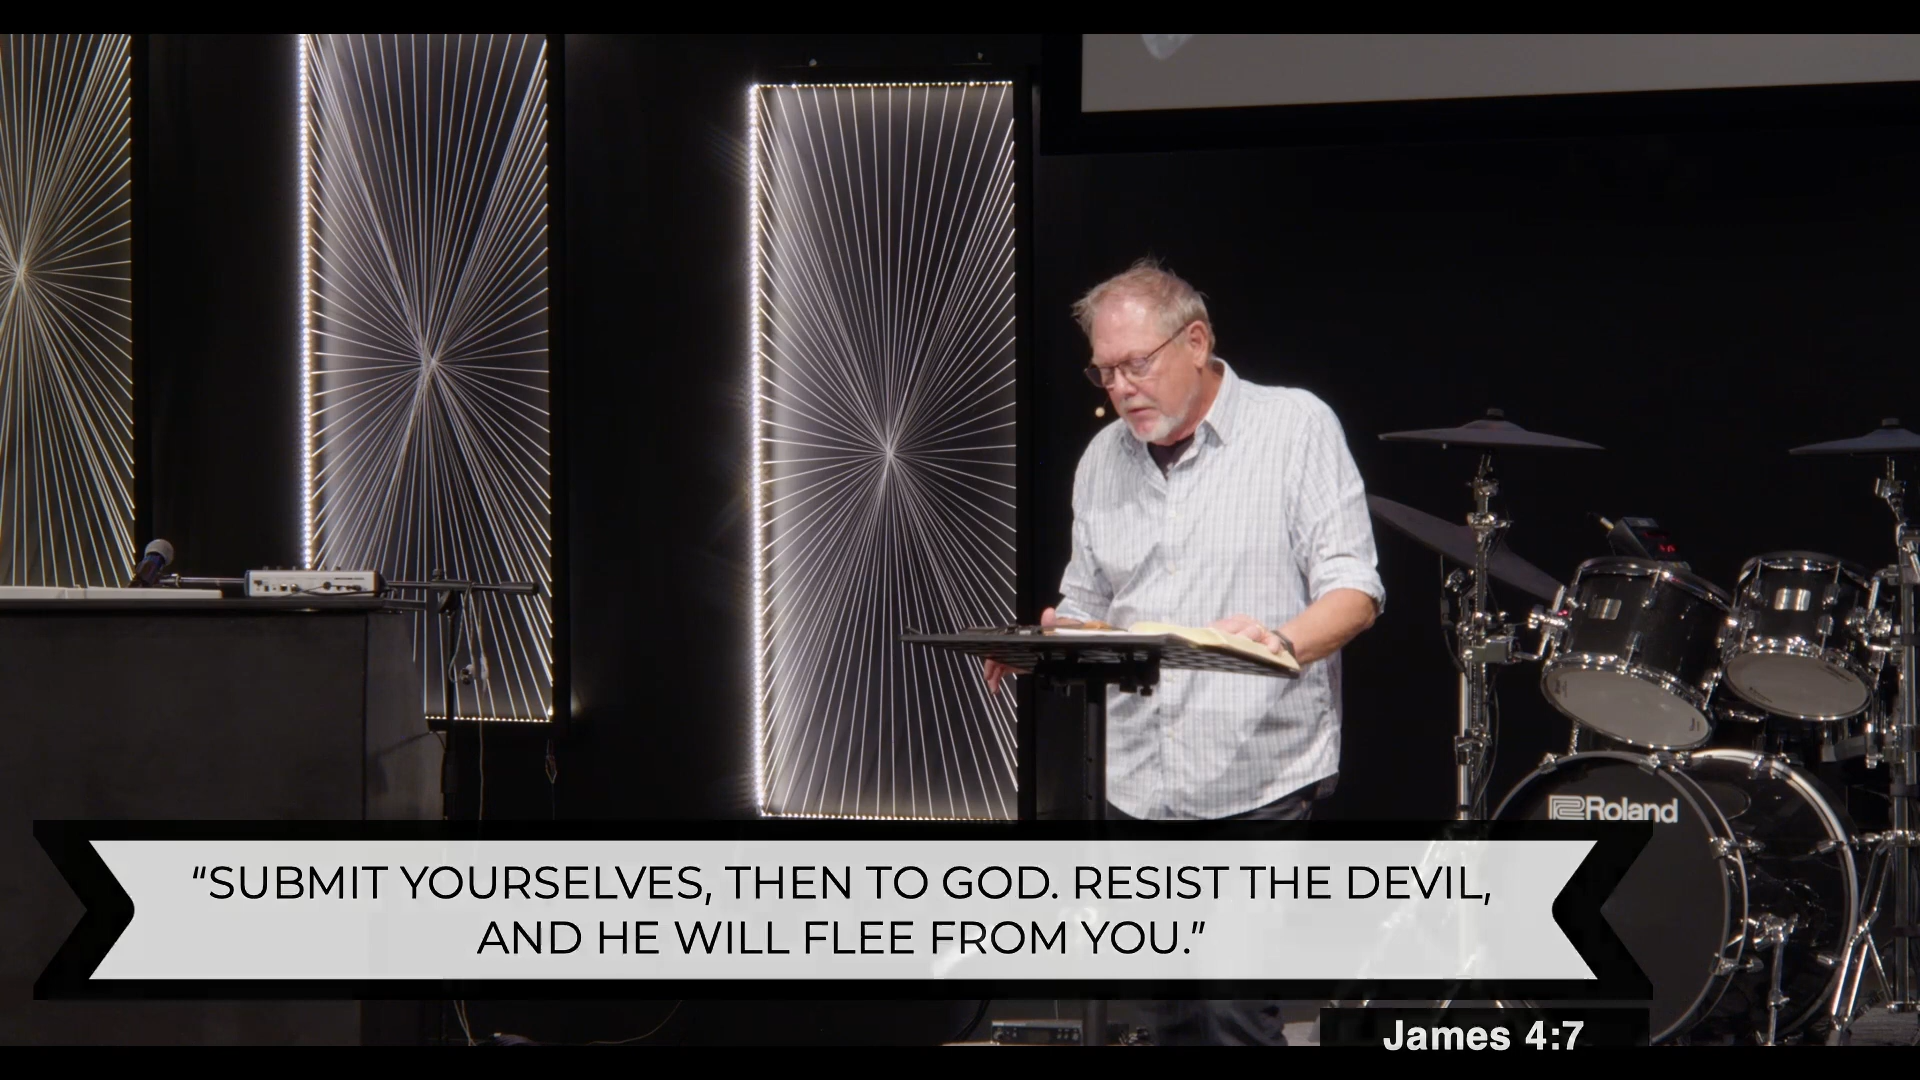 Roland
“SUBMIT YOURSELVES, THEN TO GOD. RESIST THE DEVIL,
AND HE WILL FLEE FROM YOU.”
James 4:7